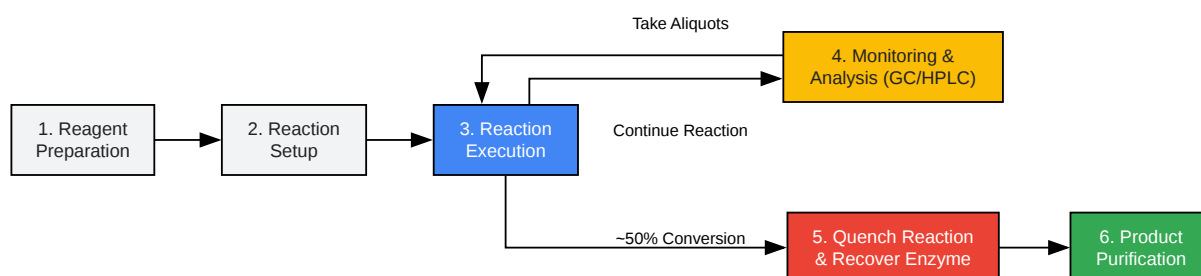 Take Aliquots
4. Monitoring &
Analysis (GC/HPLC)
1. Reagent
Preparation
2. Reaction
Setup
3. Reaction
Execution
Continue Reaction
~50% Conversion
5. Quench Reaction
& Recover Enzyme
6. Product
Purification